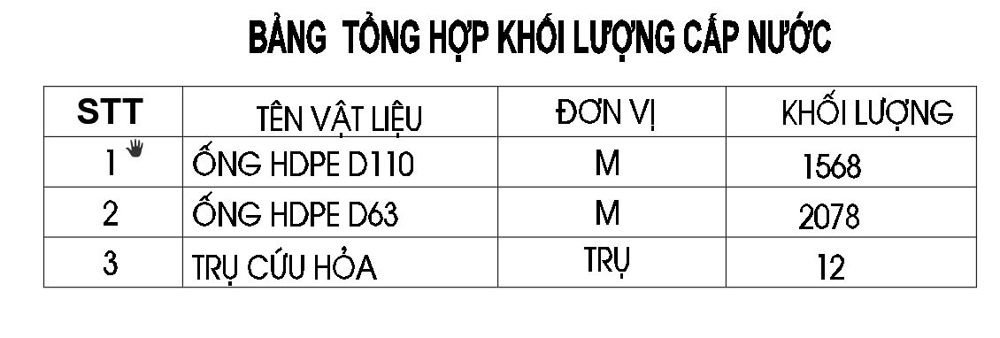 BẢNG TỔNG HỢP KHỐI LƯỢNG CẤP NƯỚC
STT TÊN VẬT LIỆU ĐƠN VỊ KHỐI LƯỢNG
1 ỐNG HDPE D110 M 1568
2 ỐNG HDPE D63 M 2078
3 TRỤ CỨU HỎA TRỤ 12